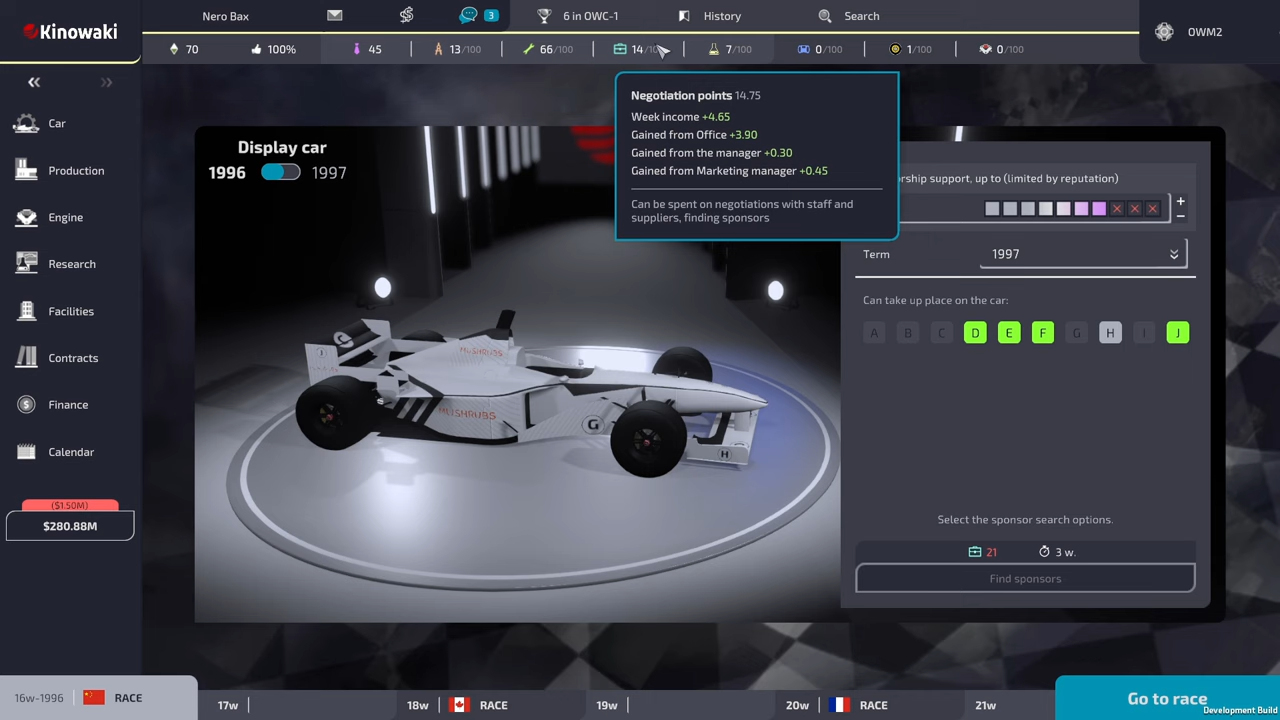 Kinowaki
Nero Bax
3
6 in OWC-1
History
Search
OWM2
70
100%
45
13/100
66/100
14/100
7/100
0/100
1/100
0/100
Car
Production
Engine
Research
Facilities
Contracts
Finance
Calendar
($1.50M)
$280.88M
Display car
1996
1997
Negotiation points 14.75
Week income +4.65
Gained from Office +3.90
Gained from the manager +0.30
Gained from Marketing manager +0.45
Can be spent on negotiations with staff and
suppliers, finding sponsors
support, up to (limited by reputation)
+
−
Term
1997
Can take up place on the car:
A
B
C
D
E
F
G
H
I
J
MUSHRUBS
MUSHRUBS
G
H
Select the sponsor search options.
21
3 w.
Find sponsors
16w-1996
RACE
17w
18w
RACE
19w
20w
RACE
21w
Go to race
Development Build